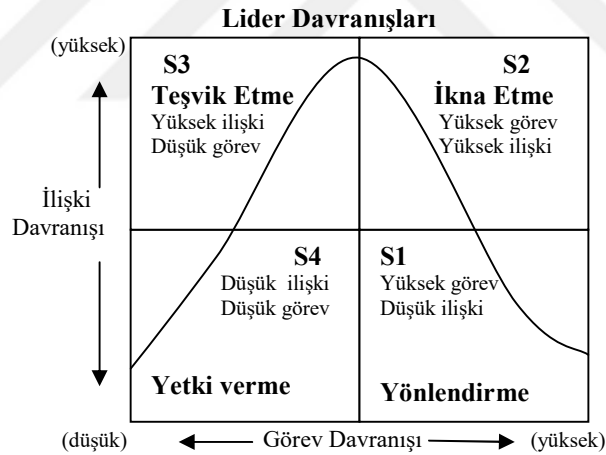 Lider Davranışları
(yüksek)
S3
Teşvik Etme
Yüksek ilişki
Düşük görev
S2
İkna Etme
Yüksek görev
Yüksek ilişki
İlişki
Davranışı
S4
Düşük ilişki
Düşük görev
Yetki verme
S1
Yüksek görev
Düşük ilişki
Yönlendirme
(düşük)
Görev Davranışı
(yüksek)